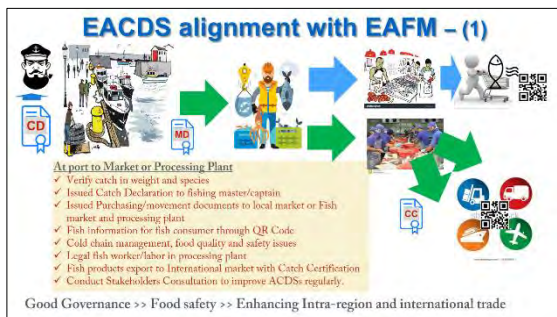 EACDS alignment with EAFM – (1)
CD
MD
At port to Market or Processing Plant
✓ Verify catch in weight and species
✓ Issued Catch Declaration to fishing master/captain
✓ Issued Purchasing/movement documents to local market or Fish
market and processing plant
✓ Fish information for fish consumer through QR Code
✓ Cold chain management, food quality and safety issues
✓ Legal fish worker/labor in processing plant
✓ Fish products export to International market with Catch Certification
✓ Conduct Stakeholders Consultation to improve ACDSs regularly.
CC
Good Governance >> Food safety >> Enhancing Intra-region and international trade